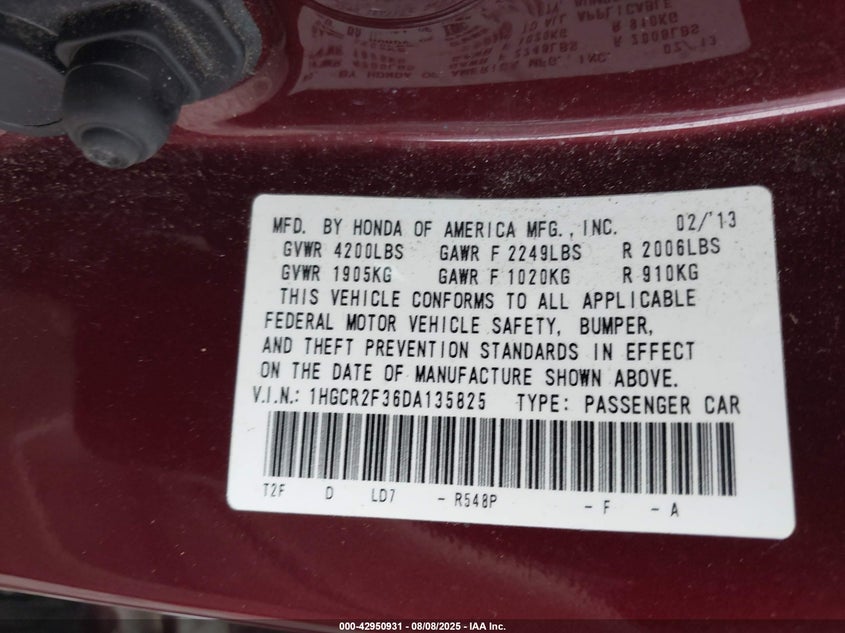 MFD. BY HONDA OF AMERICA MFG., INC. 02/'13
GVWR 4200LBS GAWR F 2249LBS R 2006LBS
GVWR 1905KG GAWR F 1020KG R 910KG
THIS VEHICLE CONFORMS TO ALL APPLICABLE
FEDERAL MOTOR VEHICLE SAFETY, BUMPER,
AND THEFT PREVENTION STANDARDS IN EFFECT
ON THE DATE OF MANUFACTURE SHOWN ABOVE.
V.I.N.: 1HGCR2F36DA135825 TYPE: PASSENGER CAR
T2F D LD7 - R548P - F - A
000-42950931 - 08/08/2025 - IAA Inc.